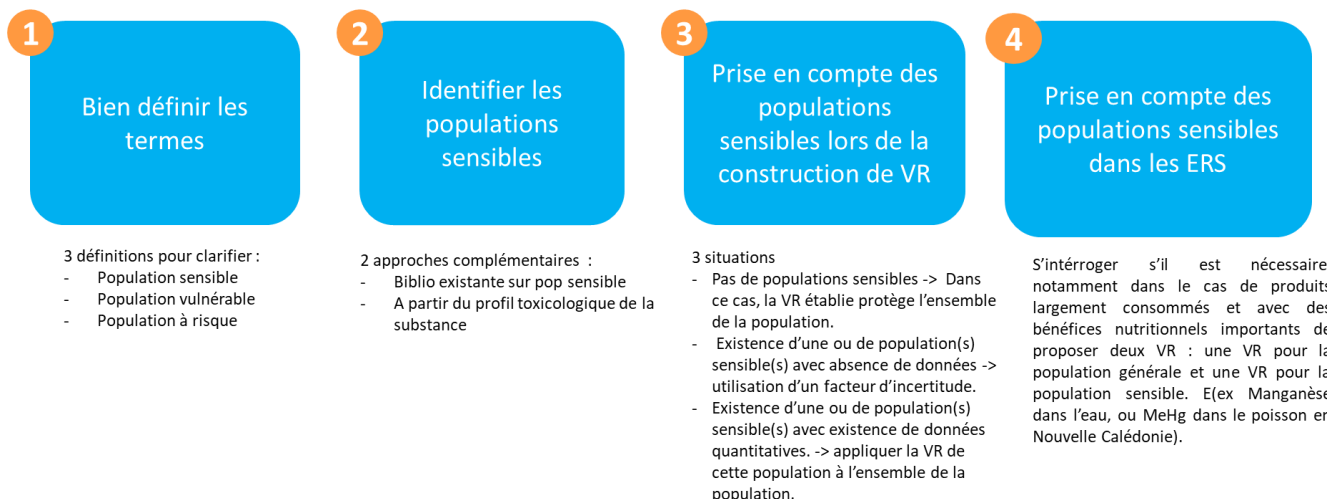 1
Bien définir les
termes
3 définitions pour clarifier :
- Population sensible
- Population vulnérable
- Population à risque
2
Identifier les
populations
sensibles
2 approches complémentaires :
- Biblio existante sur pop sensible
- A partir du profil toxicologique de la
substance
3
Prise en compte des
populations
sensibles lors de la
construction de VR
3 situations
- Pas de populations sensibles -> Dans
ce cas, la VR établie protège l'ensemble
de la population.
- Existence d'une ou de population(s)
sensible(s) avec absence de données ->
utilisation d'un facteur d'incertitude.
- Existence d'une ou de population(s)
sensible(s) avec existence de données
quantitatives. -> appliquer la VR de
cette population à l'ensemble de la
population.
4
Prise en compte des
populations sensibles
dans les ERS
S'intérroger s'il est nécessaire
notamment dans le cas de produits
largement consommés et avec des
bénéfices nutritionnels importants de
proposer deux VR : une VR pour la
population générale et une VR pour la
population sensible. E(ex Manganèse
dans l'eau, ou MeHg dans le poisson en
Nouvelle Calédonie).